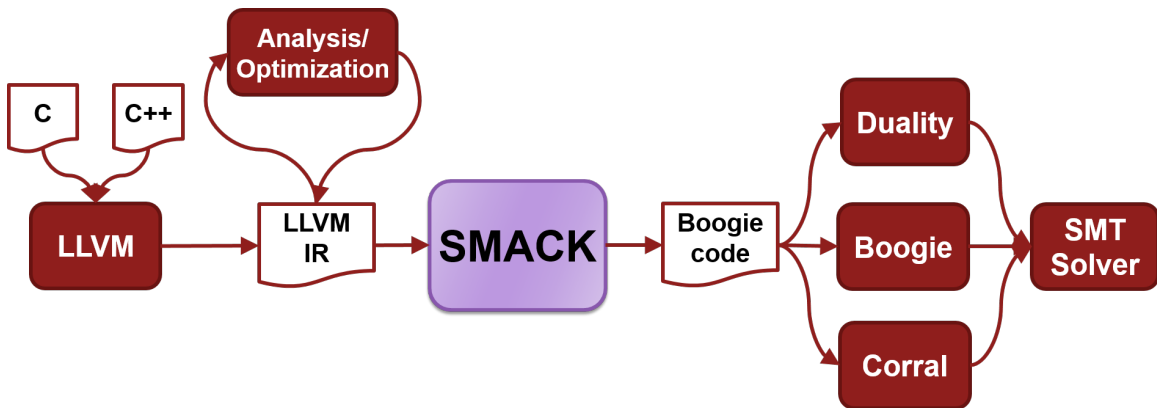 Analysis/
Optimization
C
C++
LLVM
LLVM
IR
SMACK
Boogie
code
Duality
Boogie
Corral
SMT
Solver